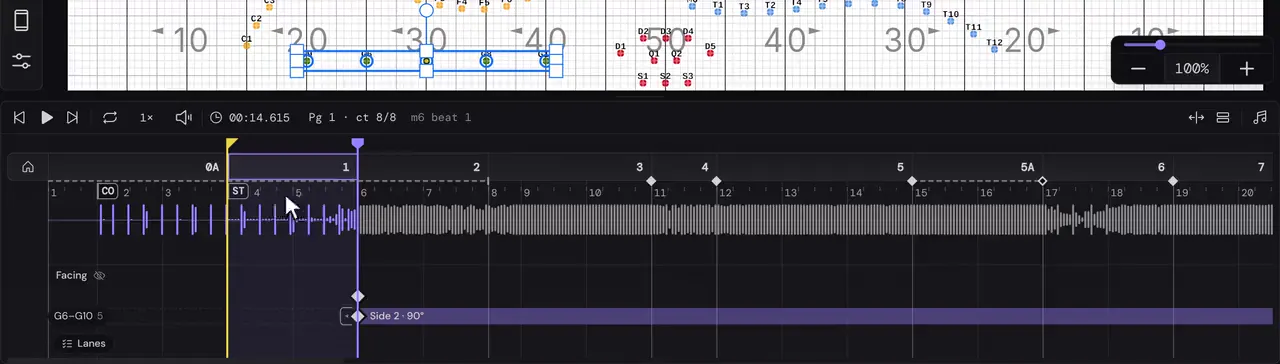 C3 F4 F5 T1 T3 T2 T4 T9
C2 T10
C1 10 20 30 40 D2 D3 D4 50 40 30 T11 20
D1 Q1 Q2 D5 T12
S1 S2 S3
100%
1× 00:14.615 Pg 1 · ct 8/8 m6 beat 1
0A 1 2 3 4 5 5A 6 7
1 CO 2 3 ST 4 5 6 7 8 9 10 11 12 13 14 15 16 17 18 19 20
Facing
G6–G10 5 Side 2 · 90°
Lanes